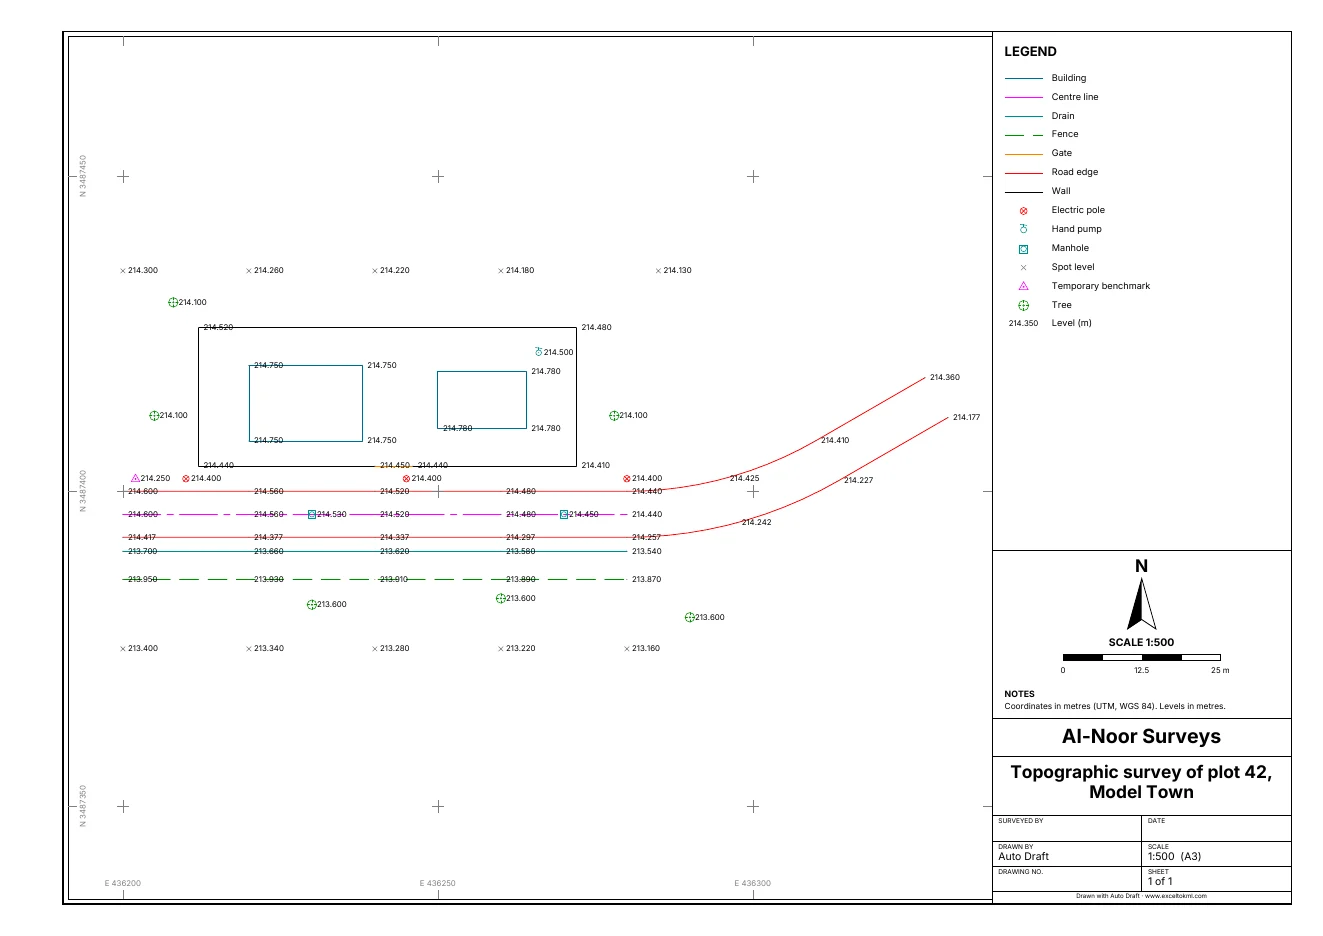 LEGEND
Building
Centre line
Drain
Fence
Gate
Road edge
Wall
Electric pole
Hand pump
Manhole
Spot level
Temporary benchmark
Tree
214.350 Level (m)
N 3487450
214.300 214.260 214.220 214.180 214.130
214.100
214.520 214.480
214.500
214.750 214.750
214.780
214.360
214.100 214.100
214.177
214.780 214.780
214.750 214.750
214.410
214.440 214.450 214.440 214.410
N 3487400
214.250 214.400 214.400 214.400 214.425
214.227
214.600 214.560 214.520 214.480 214.440
214.600 214.560 214.530 214.520 214.480 214.450 214.440
214.242
214.417 214.377 214.337 214.297 214.257
213.700 213.660 213.620 213.580 213.540
213.950 213.930 213.910 213.890 213.870
213.600 213.600
213.600
213.400 213.340 213.280 213.220 213.160
N 3487350
E 436200 E 436250 E 436300
N
SCALE 1:500
0 12.5 25 m
NOTES
Coordinates in metres (UTM, WGS 84). Levels in metres.
Al-Noor Surveys
Topographic survey of plot 42,
Model Town
SURVEYED BY DATE
DRAWN BY SCALE
Auto Draft 1:500 (A3)
DRAWING NO. SHEET
1 of 1
Drawn with Auto Draft · www.exceltokml.com